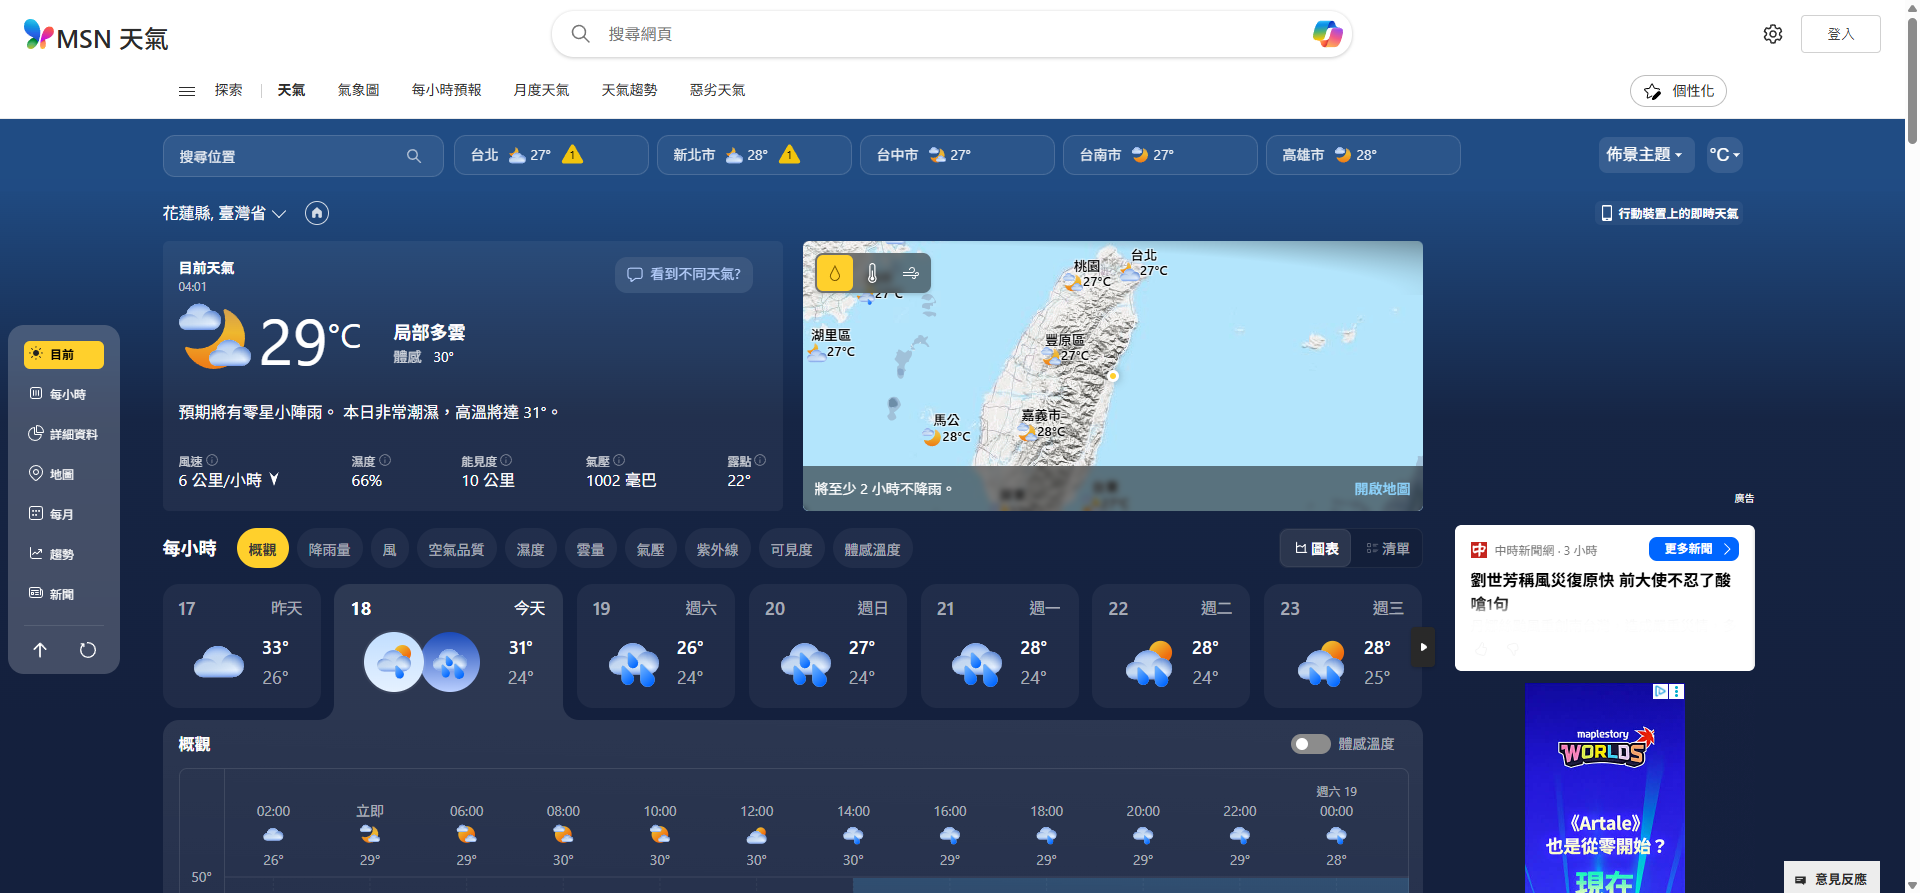 MSN 天氣
搜尋網頁
登入
探索
天氣
氣象圖
每小時預報
月度天氣
天氣趨勢
惡劣天氣
個性化
搜尋位置
台北 27° 1
新北市 28° 1
台中市 27°
台南市 27°
高雄市 28°
佈景主題
°C
花蓮縣, 臺灣省
行動裝置上的即時天氣
目前
每小時
詳細資料
地圖
每月
趨勢
新聞
目前天氣
04:01
看到不同天氣?
29°C
局部多雲
體感 30°
預期將有零星小陣雨。 本日非常潮濕，高溫將達 31°。
風速
6 公里/小時
濕度
66%
能見度
10 公里
氣壓
1002 毫巴
露點
22°
台北
27°C
桃園
27°C
27°C
湖里區
27°C
豐原區
27°C
馬公
28°C
嘉義市
28°C
將至少 2 小時不降雨。
開啟地圖
廣告
每小時
概觀
降雨量
風
空氣品質
濕度
雲量
氣壓
紫外線
可見度
體感溫度
圖表
清單
17 昨天
33°
26°
18 今天
31°
24°
19 週六
26°
24°
20 週日
27°
24°
21 週一
28°
24°
22 週二
28°
24°
23 週三
28°
25°
中時新聞網 · 3 小時
更多新聞
劉世芳稱風災復原快 前大使不忍了酸
嗆1句
概觀
體感溫度
週六 19
02:00 立即 06:00 08:00 10:00 12:00 14:00 16:00 18:00 20:00 22:00 00:00
26° 29° 29° 30° 30° 30° 30° 29° 29° 29° 29° 28°
50°
maplestory
WORLDS
《Artale》
也是從零開始？
現在
意見反應